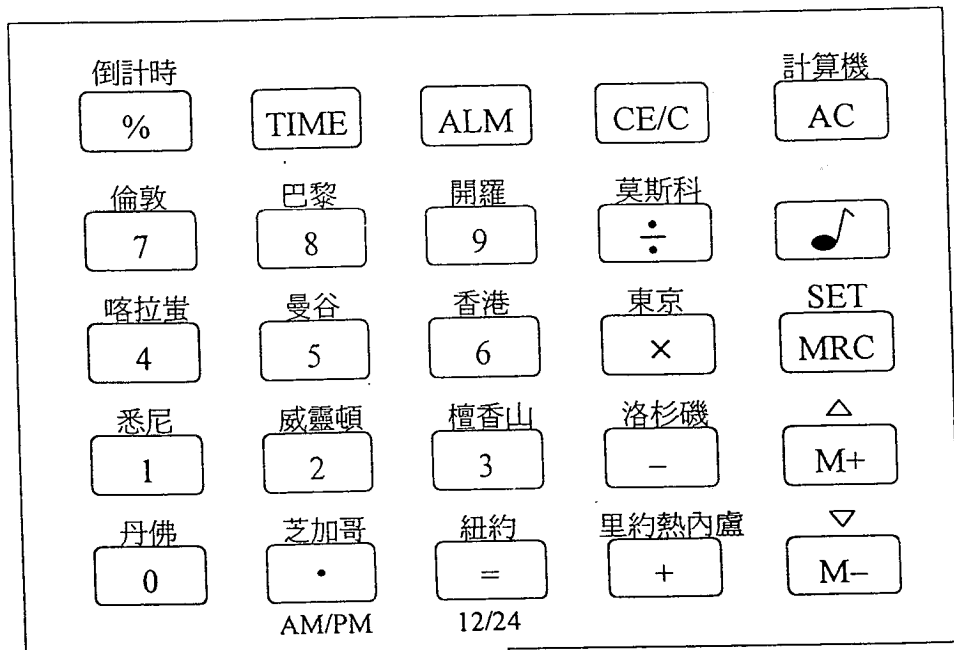 倒計時 計算機
% TIME ALM CE/C AC
倫敦 巴黎 開羅 莫斯科
7 8 9 ÷
喀拉蚩 曼谷 香港 東京 SET
4 5 6 × MRC
悉尼 威靈頓 檀香山 洛杉磯 △
1 2 3 − M+
丹佛 芝加哥 紐約 里約熱內盧 ▽
0 · = + M−
AM/PM 12/24